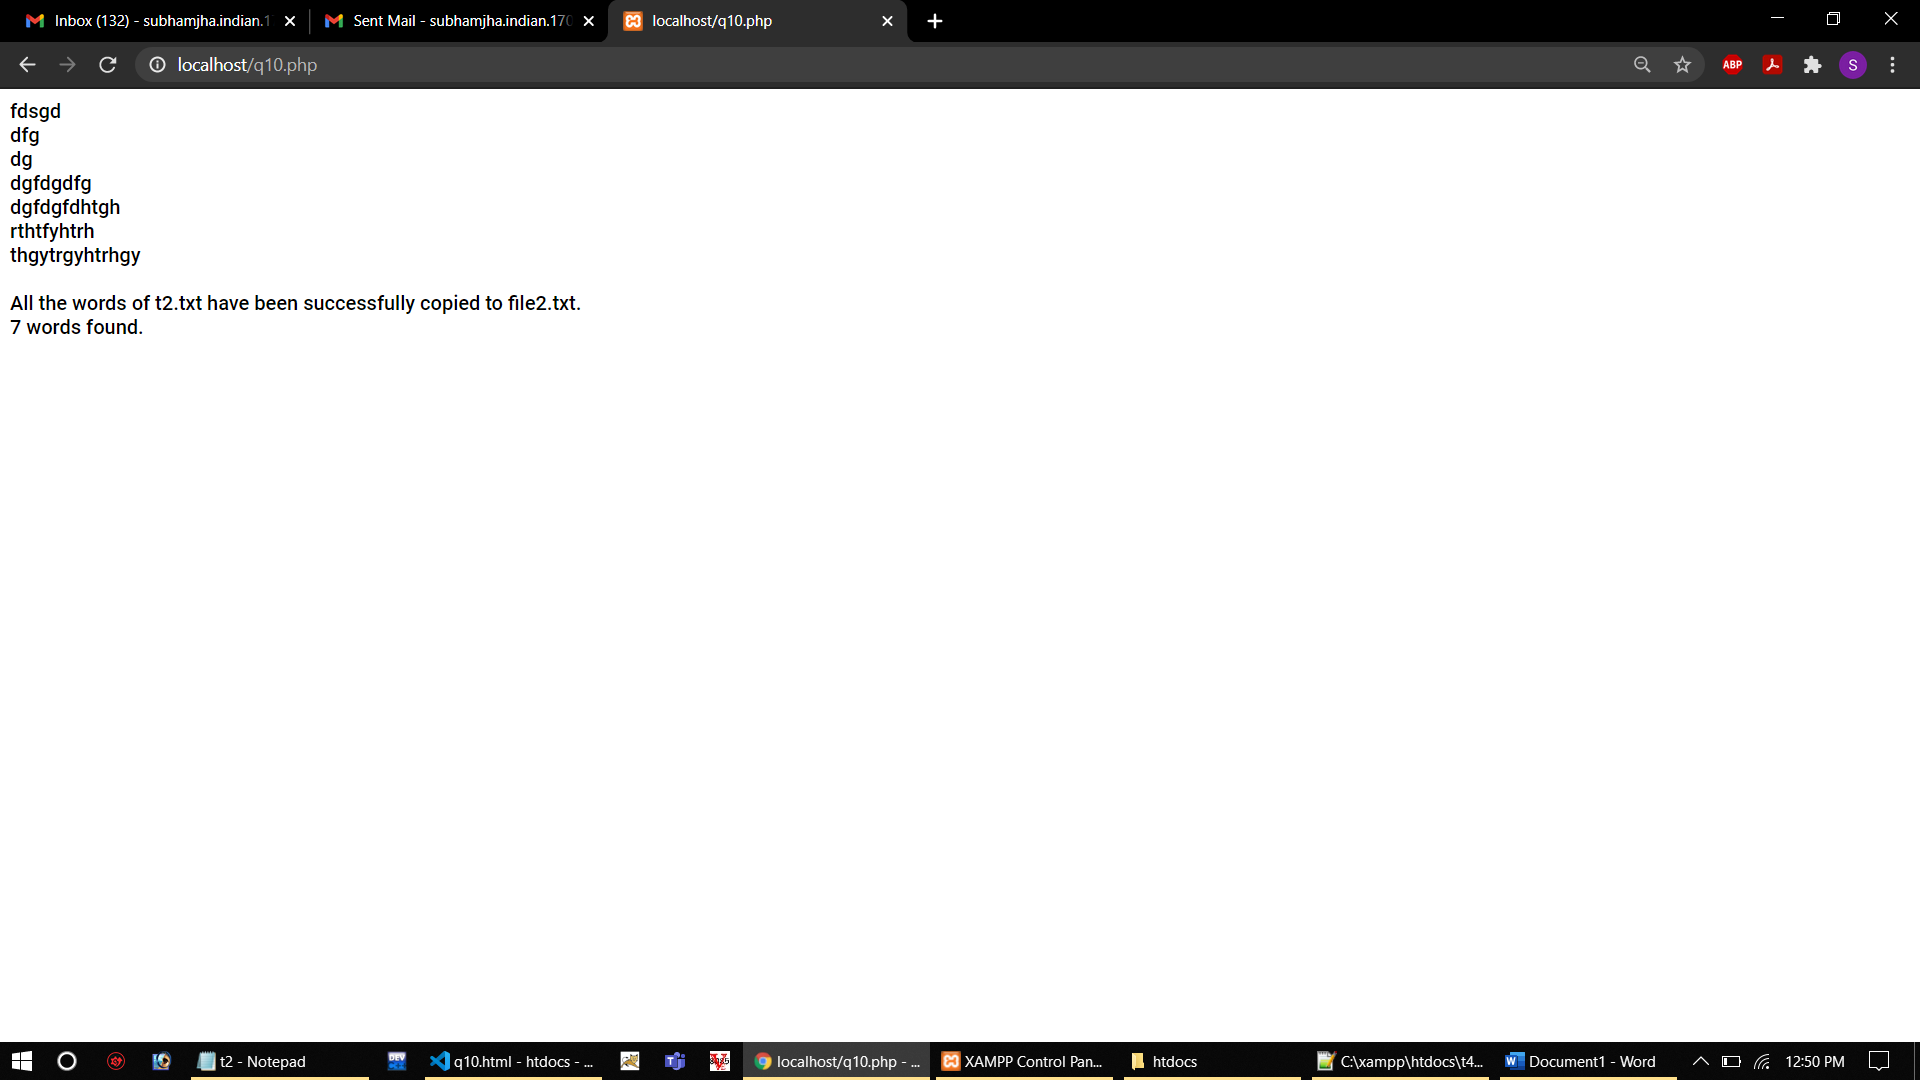 Inbox (132) - subhamjha.indian.1
Sent Mail - subhamjha.indian.170
localhost/q10.php
localhost/q10.php
ABP
S
fdsgd
dfg
dg
dgfdgdfg
dgfdgfdhtgh
rthtfyhtrh
thgytrgyhtrhgy
All the words of t2.txt have been successfully copied to file2.txt.
7 words found.
t2 - Notepad
DEV
q10.html - htdocs - ...
8085
localhost/q10.php - ...
XAMPP Control Pan...
htdocs
C:\xampp\htdocs\t4...
Document1 - Word
12:50 PM